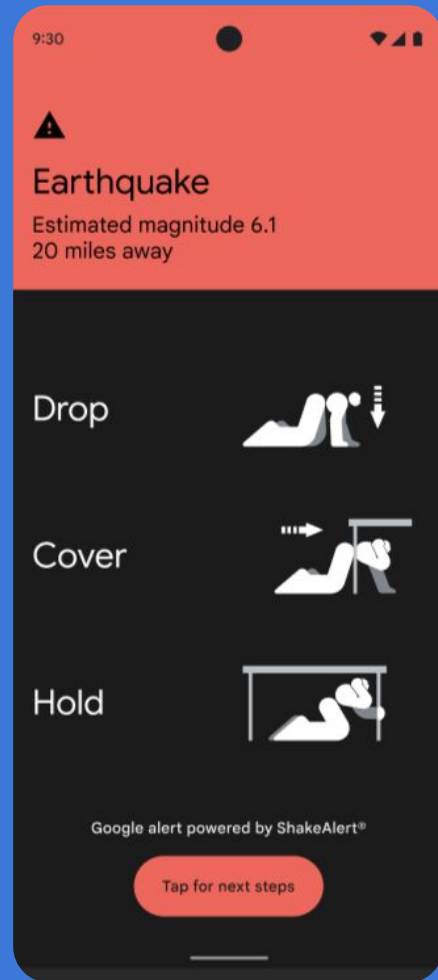 9:30
Earthquake
Estimated magnitude 6.1
20 miles away
Drop
Cover
Hold
Google alert powered by ShakeAlert®
Tap for next steps